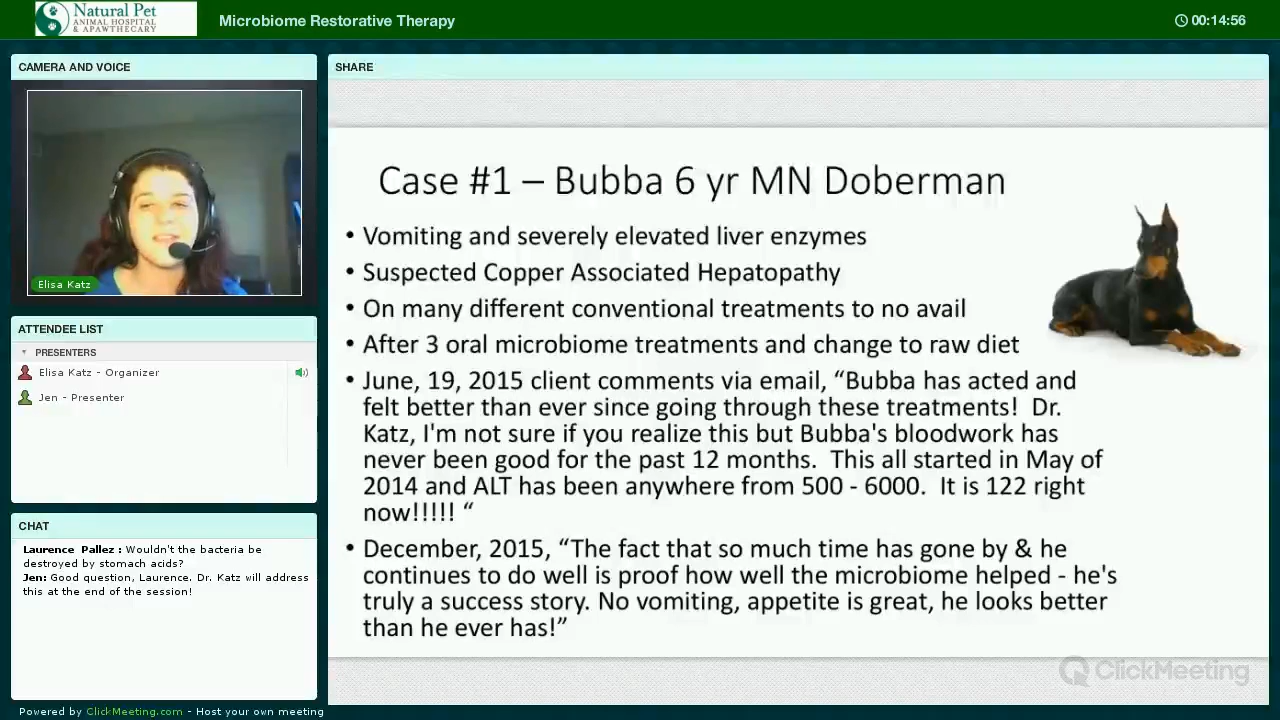 Natural Pet
ANIMAL HOSPITAL
& APAWTHECARY
Microbiome Restorative Therapy
00:14:56
CAMERA AND VOICE
Elisa Katz
ATTENDEE LIST
PRESENTERS
Elisa Katz - Organizer
Jen - Presenter
CHAT
Laurence Pallez : Wouldn't the bacteria be
destroyed by stomach acids?
Jen: Good question, Laurence. Dr. Katz will address
this at the end of the session!
SHARE
Case #1 – Bubba 6 yr MN Doberman
• Vomiting and severely elevated liver enzymes
• Suspected Copper Associated Hepatopathy
• On many different conventional treatments to no avail
• After 3 oral microbiome treatments and change to raw diet
• June, 19, 2015 client comments via email, “Bubba has acted and
felt better than ever since going through these treatments!  Dr.
Katz, I'm not sure if you realize this but Bubba's bloodwork has
never been good for the past 12 months.  This all started in May of
2014 and ALT has been anywhere from 500 - 6000.  It is 122 right
now!!!!! “
• December, 2015, “The fact that so much time has gone by & he
continues to do well is proof how well the microbiome helped - he's
truly a success story. No vomiting, appetite is great, he looks better
than he ever has!”
ClickMeeting
Powered by ClickMeeting.com - Host your own meeting